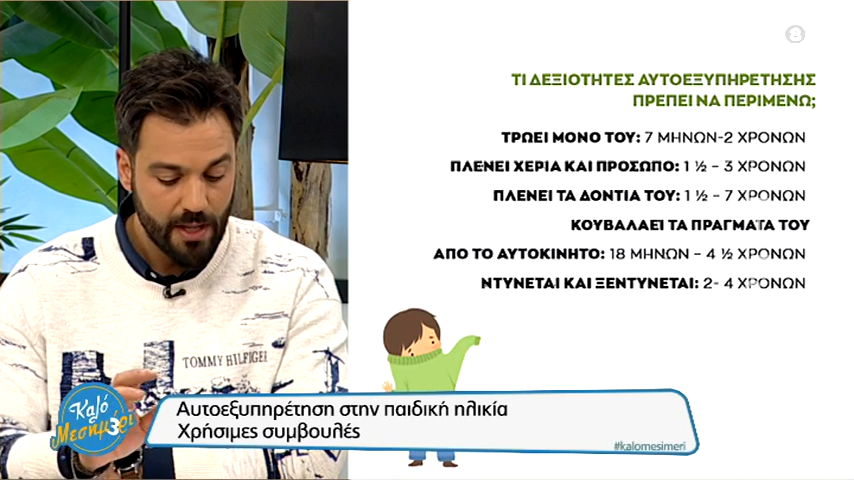 8
ΤΙ ΔΕΞΙΟΤΗΤΕΣ ΑΥΤΟΕΞΥΠΗΡΕΤΗΣΗΣ
ΠΡΕΠΕΙ ΝΑ ΠΕΡΙΜΕΝΩ;
ΤΡΩΕΙ ΜΟΝΟ ΤΟΥ: 7 ΜΗΝΩΝ-2 ΧΡΟΝΩΝ
ΠΛΕΝΕΙ ΧΕΡΙΑ ΚΑΙ ΠΡΟΣΩΠΟ: 1 ½ – 3 ΧΡΟΝΩΝ
ΠΛΕΝΕΙ ΤΑ ΔΟΝΤΙΑ ΤΟΥ: 1 ½ – 7 ΧΡΟΝΩΝ
ΚΟΥΒΑΛΑΕΙ ΤΑ ΠΡΑΓΜΑΤΑ ΤΟΥ
ΑΠΟ ΤΟ ΑΥΤΟΚΙΝΗΤΟ: 18 ΜΗΝΩΝ – 4 ½ ΧΡΟΝΩΝ
ΝΤΥΝΕΤΑΙ ΚΑΙ ΞΕΝΤΥΝΕΤΑΙ: 2- 4 ΧΡΟΝΩΝ
TOMMY HILFIGER
Καλό
Μεσημέρι
Αυτοεξυπηρέτηση στην παιδική ηλικία
Χρήσιμες συμβουλές
#kalomesimeri